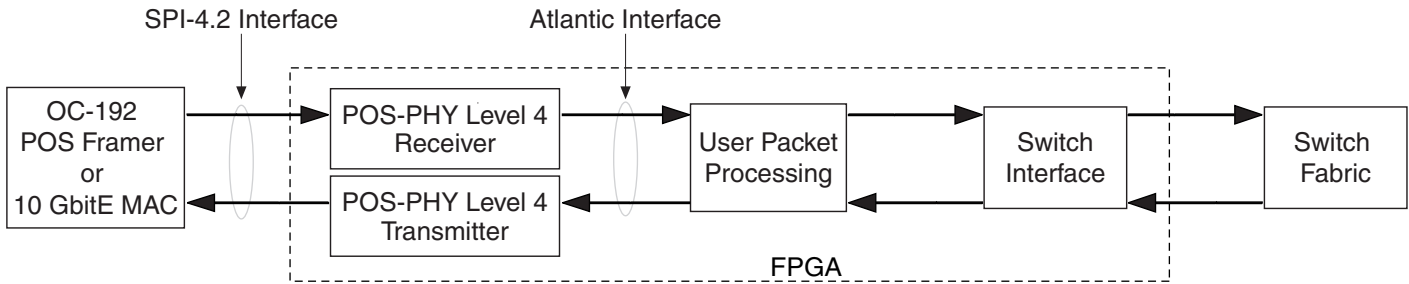 SPI-4.2 Interface
Atlantic Interface
OC-192
POS Framer
or
10 GbitE MAC
POS-PHY Level 4
Receiver
POS-PHY Level 4
Transmitter
User Packet
Processing
Switch
Interface
Switch
Fabric
FPGA